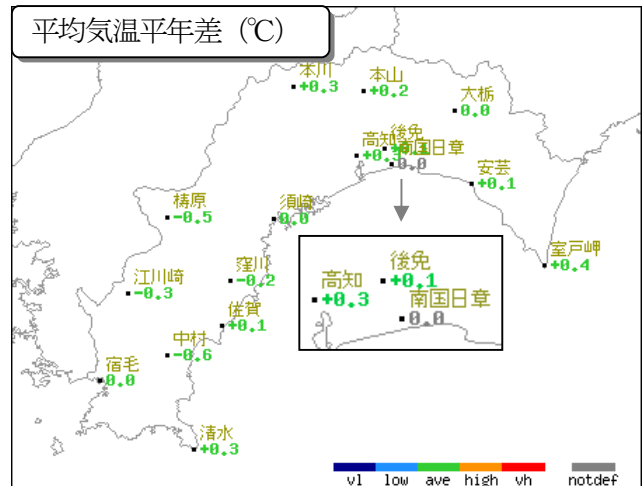 平均気温平年差（℃）
本川
+0.3
本山
+0.2
大栃
0.0
後免
+0.1
高知
+0.3
南国日章
0.0
安芸
+0.1
梼原
-0.5
須崎
0.0
室戸岬
+0.4
窪川
-0.2
江川崎
-0.3
佐賀
+0.1
中村
-0.6
宿毛
0.0
清水
+0.3
後免
+0.1
高知
+0.3
南国日章
0.0
vl low ave high vh notdef